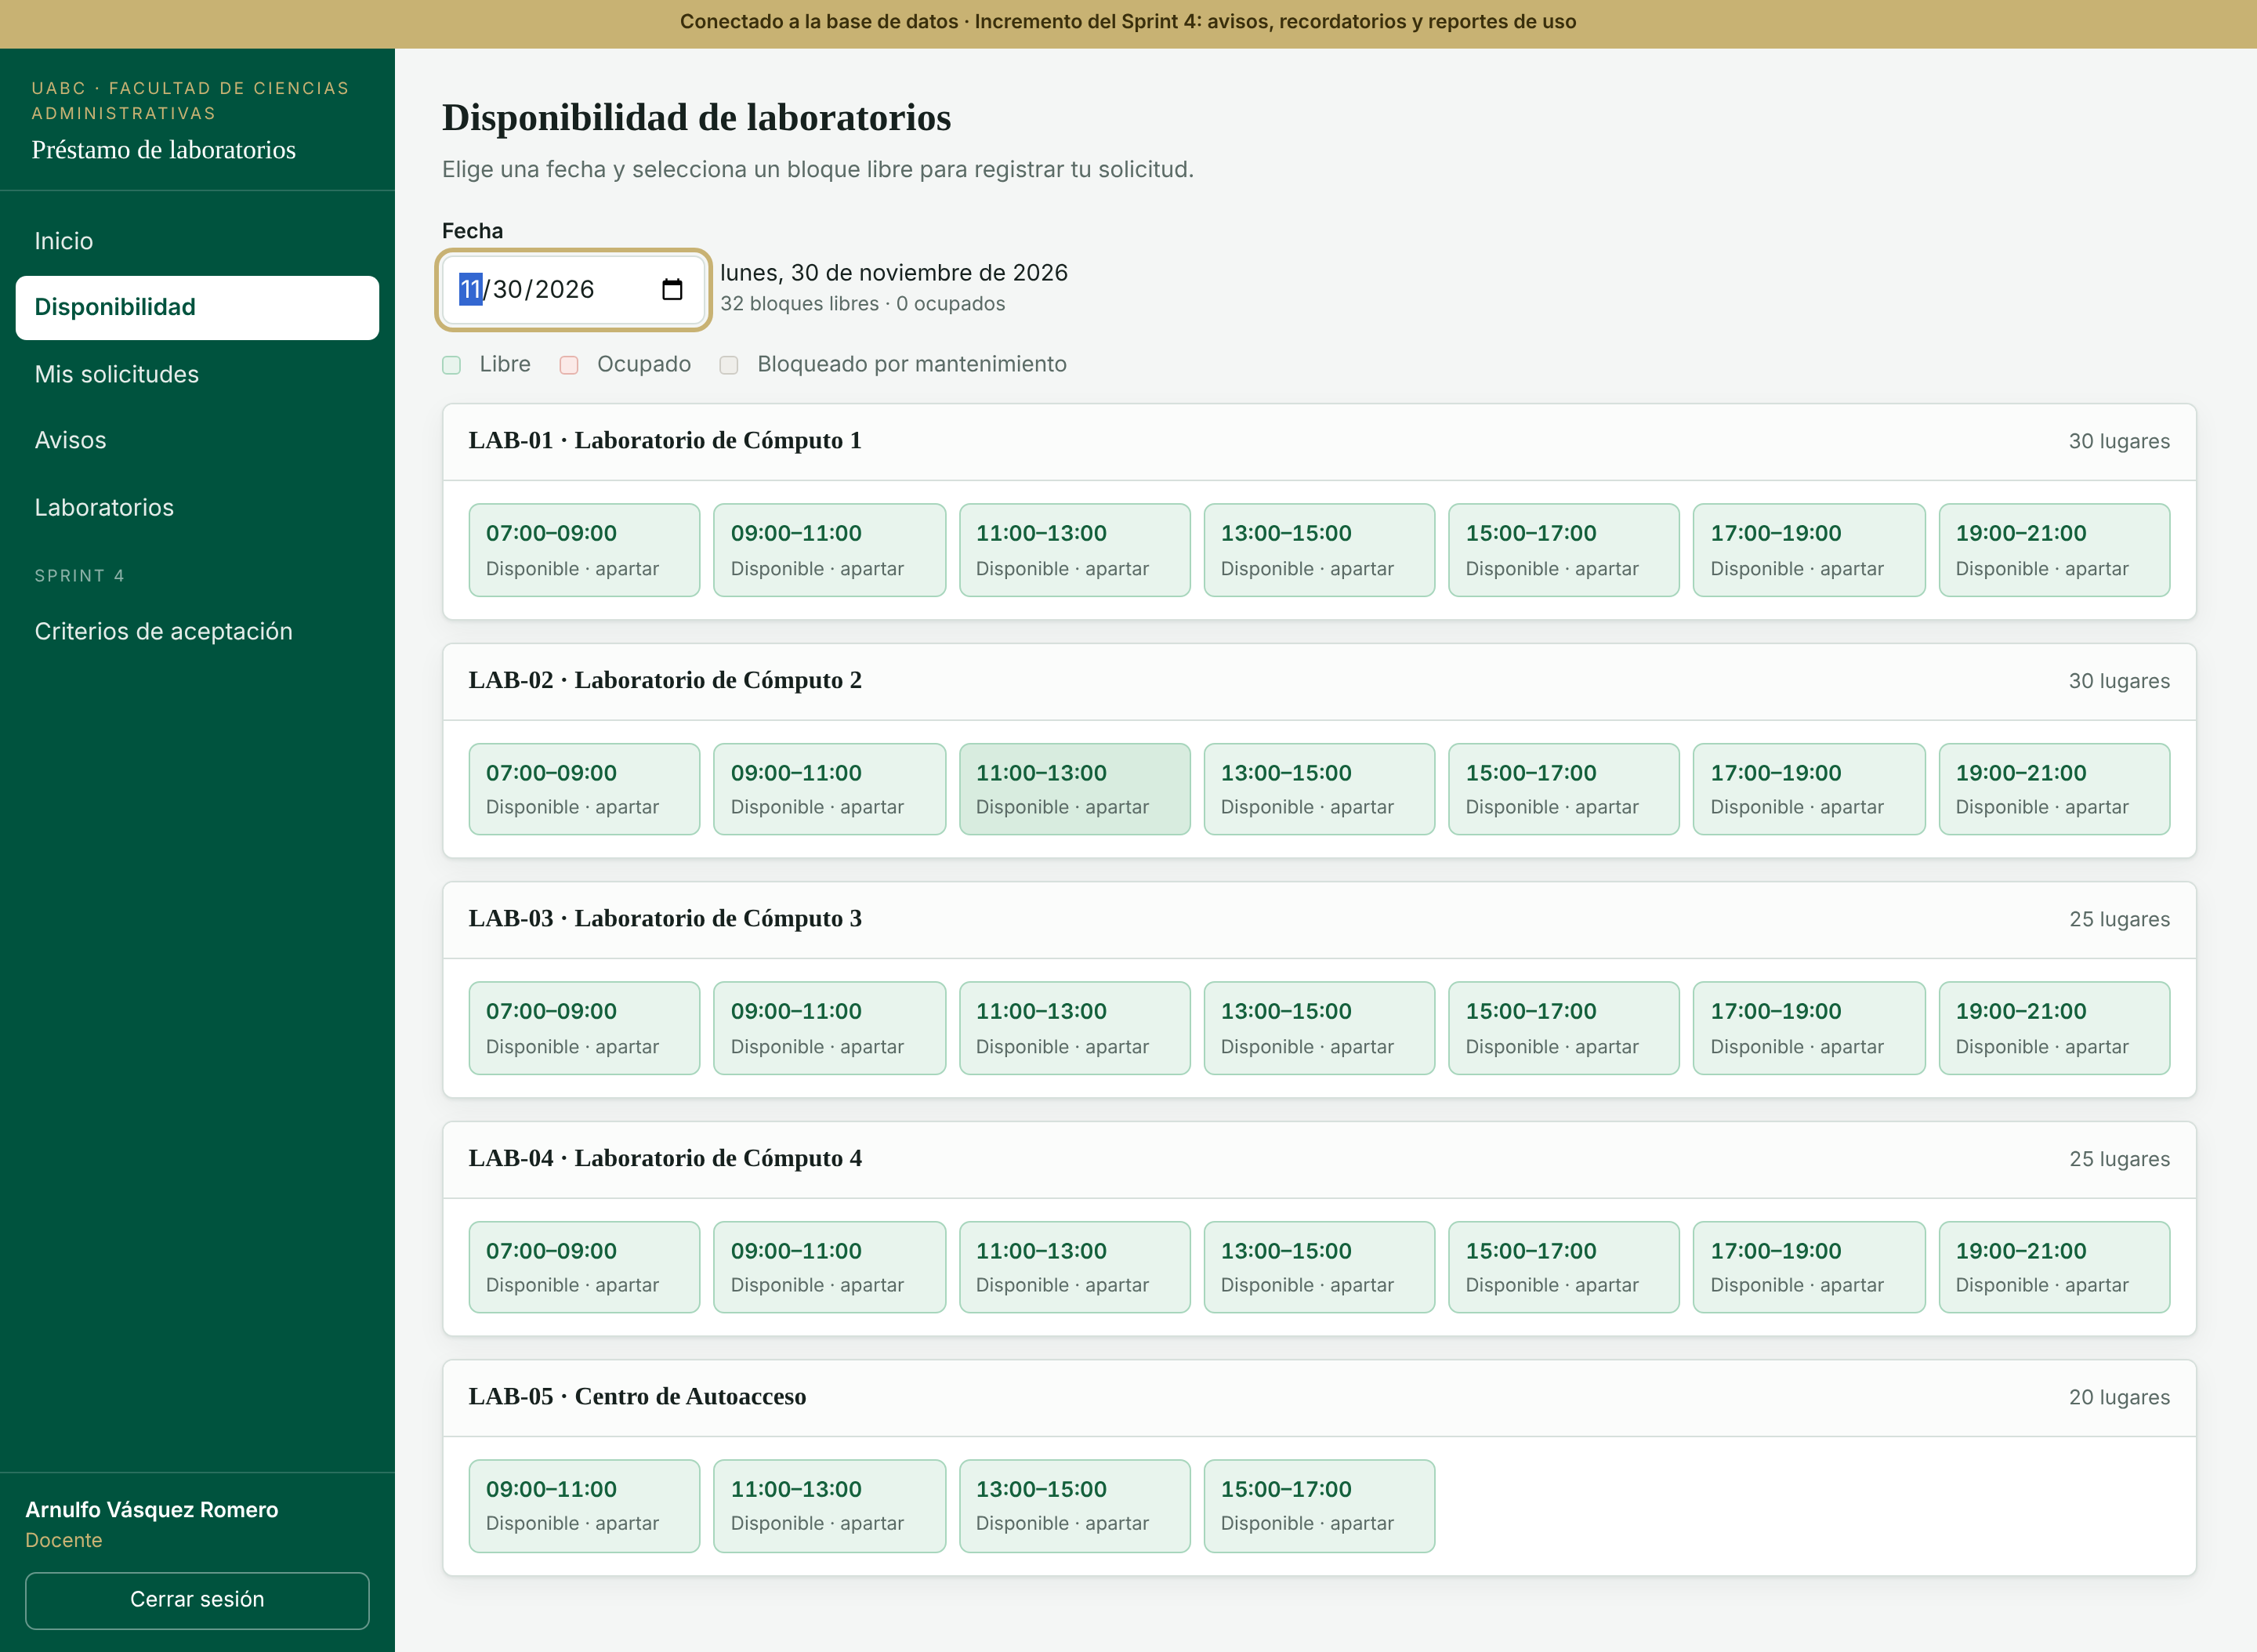 Conectado a la base de datos · Incremento del Sprint 4: avisos, recordatorios y reportes de uso
UABC · FACULTAD DE CIENCIAS
ADMINISTRATIVAS
Préstamo de laboratorios
Inicio
Disponibilidad
Mis solicitudes
Avisos
Laboratorios
SPRINT 4
Criterios de aceptación
Arnulfo Vásquez Romero
Docente
Cerrar sesión
Disponibilidad de laboratorios
Elige una fecha y selecciona un bloque libre para registrar tu solicitud.
Fecha
11/30/2026
lunes, 30 de noviembre de 2026
32 bloques libres · 0 ocupados
Libre Ocupado Bloqueado por mantenimiento
LAB-01 · Laboratorio de Cómputo 1 30 lugares
07:00–09:00 09:00–11:00 11:00–13:00 13:00–15:00 15:00–17:00 17:00–19:00 19:00–21:00
Disponible · apartar Disponible · apartar Disponible · apartar Disponible · apartar Disponible · apartar Disponible · apartar Disponible · apartar
LAB-02 · Laboratorio de Cómputo 2 30 lugares
07:00–09:00 09:00–11:00 11:00–13:00 13:00–15:00 15:00–17:00 17:00–19:00 19:00–21:00
Disponible · apartar Disponible · apartar Disponible · apartar Disponible · apartar Disponible · apartar Disponible · apartar Disponible · apartar
LAB-03 · Laboratorio de Cómputo 3 25 lugares
07:00–09:00 09:00–11:00 11:00–13:00 13:00–15:00 15:00–17:00 17:00–19:00 19:00–21:00
Disponible · apartar Disponible · apartar Disponible · apartar Disponible · apartar Disponible · apartar Disponible · apartar Disponible · apartar
LAB-04 · Laboratorio de Cómputo 4 25 lugares
07:00–09:00 09:00–11:00 11:00–13:00 13:00–15:00 15:00–17:00 17:00–19:00 19:00–21:00
Disponible · apartar Disponible · apartar Disponible · apartar Disponible · apartar Disponible · apartar Disponible · apartar Disponible · apartar
LAB-05 · Centro de Autoacceso 20 lugares
09:00–11:00 11:00–13:00 13:00–15:00 15:00–17:00
Disponible · apartar Disponible · apartar Disponible · apartar Disponible · apartar